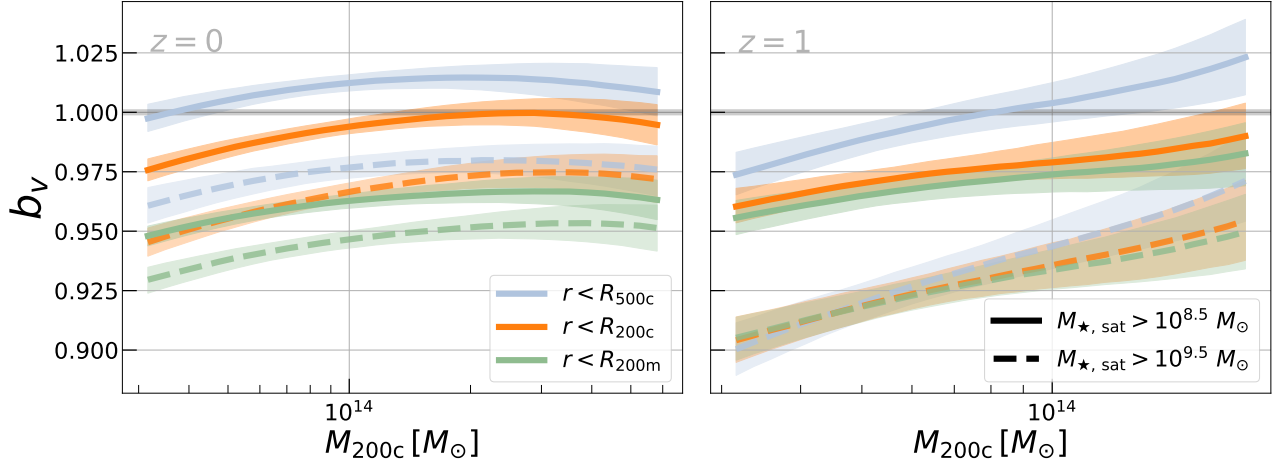 z = 0
z = 1
b_v
1.025
1.000
0.975
0.950
0.925
0.900
r < R_500c
r < R_200c
r < R_200m
M_★, sat > 10^8.5 M_⊙
M_★, sat > 10^9.5 M_⊙
10^14
10^14
M_200c [M_⊙]
M_200c [M_⊙]